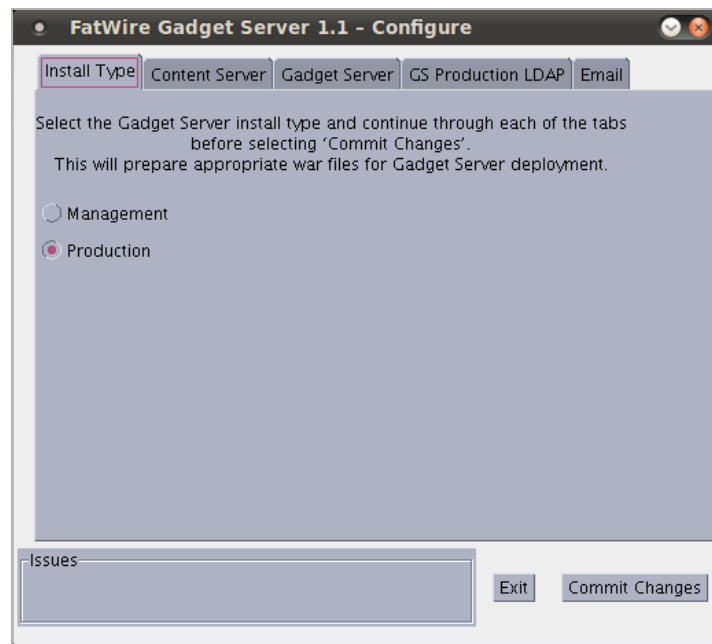 FatWire Gadget Server 1.1 – Configure
Install Type Content Server Gadget Server GS Production LDAP Email
Select the Gadget Server install type and continue through each of the tabs
before selecting ‘Commit Changes’.
This will prepare appropriate war files for Gadget Server deployment.
Management
Production
Issues
Exit Commit Changes